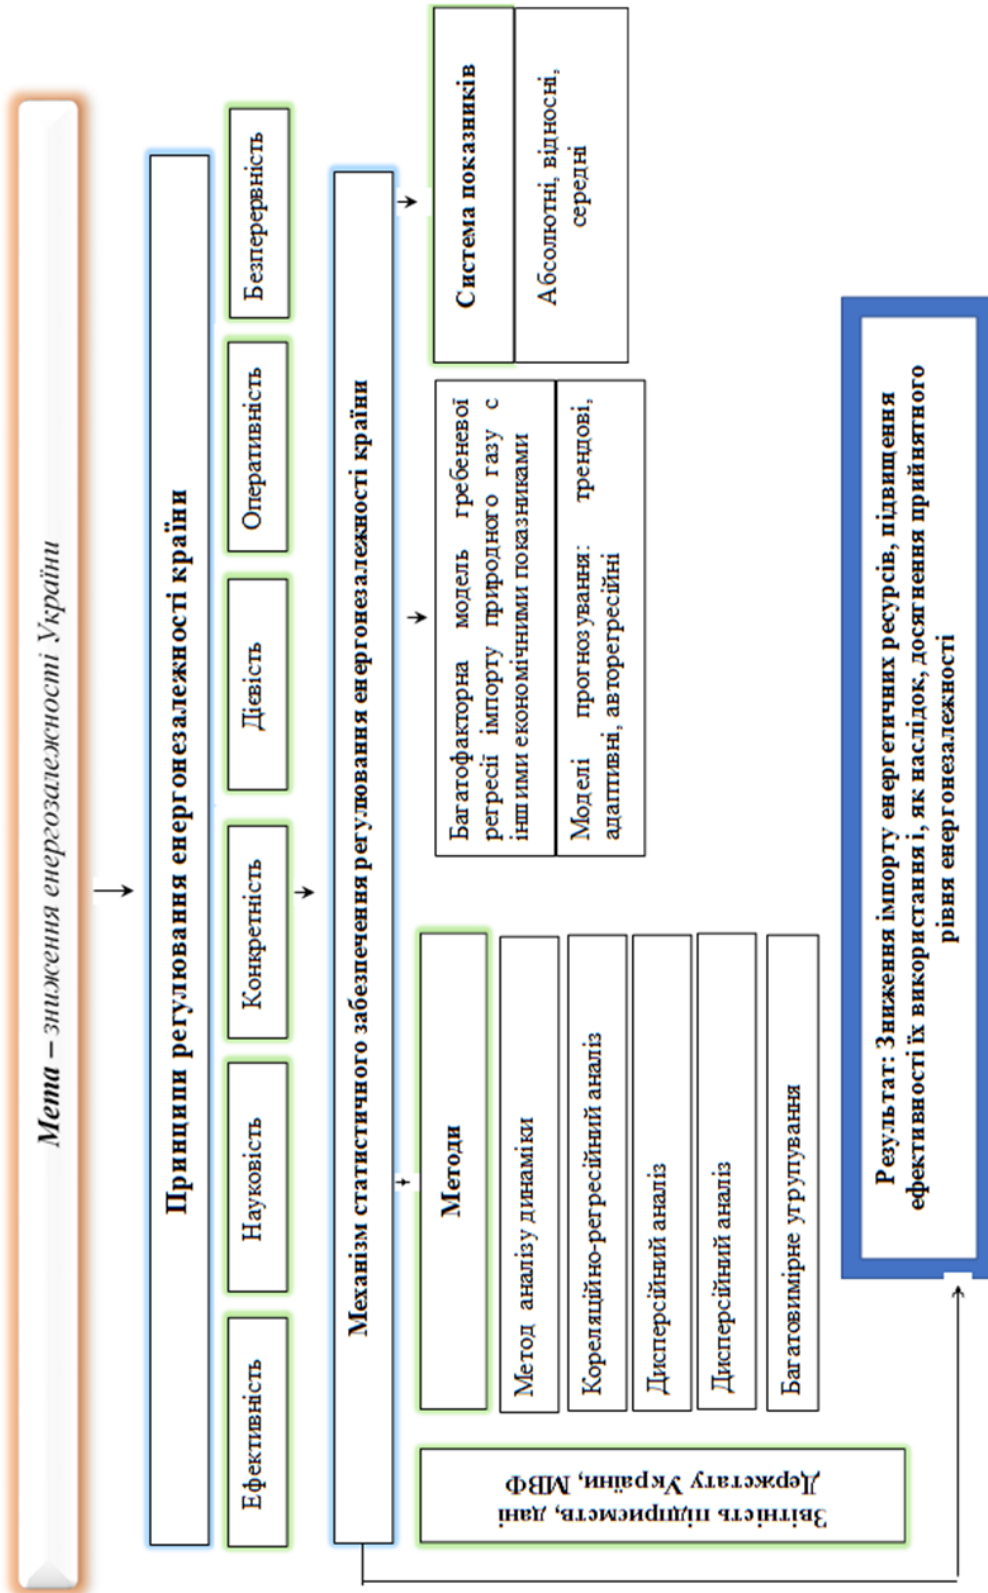 Мета – зниження енергозалежності України
Принципи регулювання енергонезалежності країни
Ефективність
Науковість
Конкретність
Дієвість
Оперативність
Безперервність
Механізм статистичного забезпечення регулювання енергонезалежності країни
Звітність підприємств, дані
Держстату України, МВФ
Методи
Метод аналізу динаміки
Кореляційно-регресійний аналіз
Дисперсійний аналіз
Дисперсійний аналіз
Багатовимірне угрупування
Багатофакторна модель гребеневої
регресії імпорту природного газу с
іншими економічними показниками
Моделі прогнозування: трендові,
адаптивні, авторегресійні
Система показників
Абсолютні, відносні,
середні
Результат: Зниження імпорту енергетичних ресурсів, підвищення
ефективності їх використання і, як наслідок, досягнення прийнятного
рівня енергонезалежності